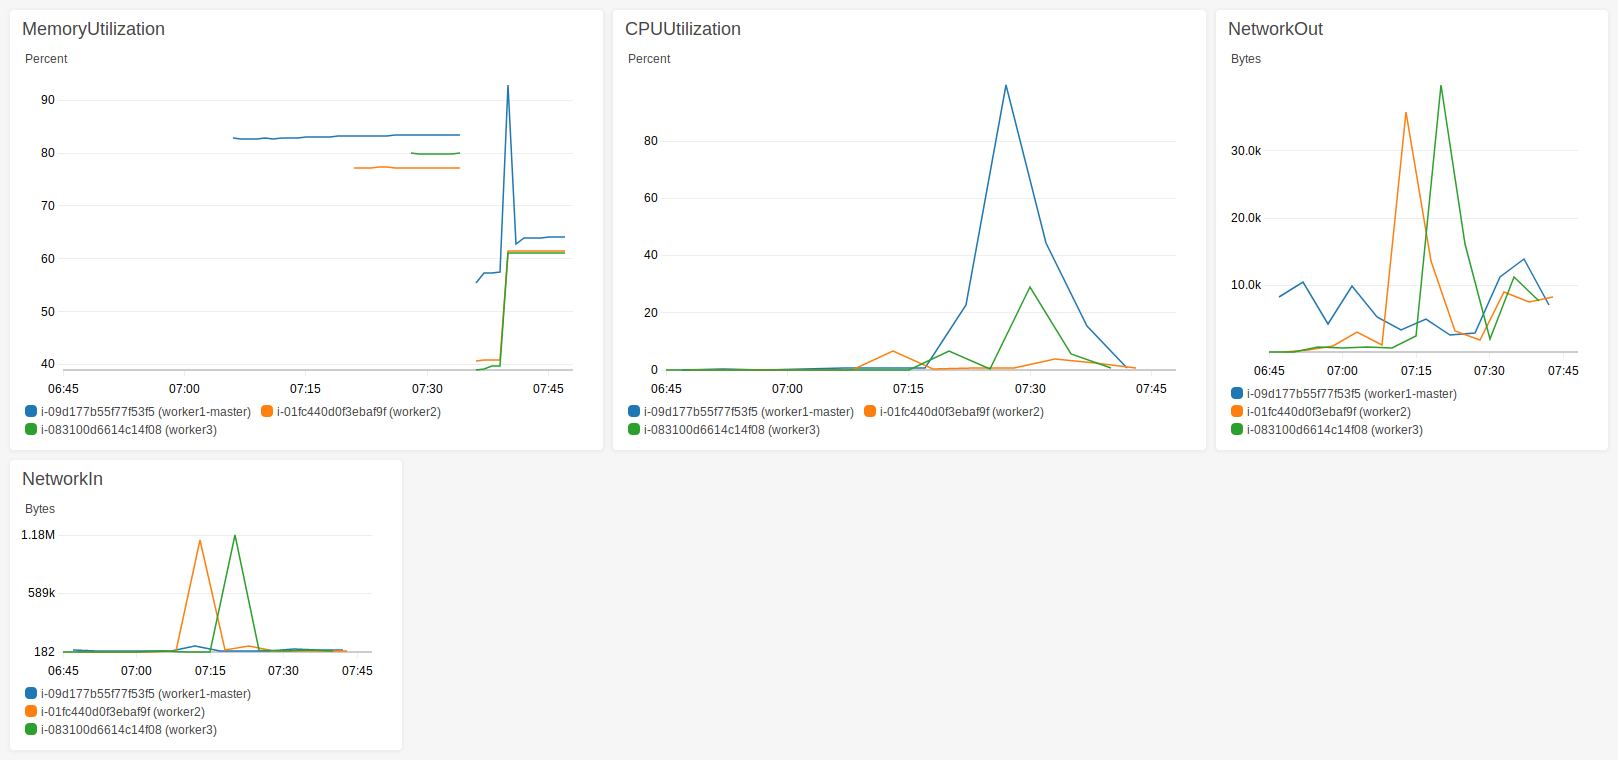 MemoryUtilization
Percent
90
80
70
60
50
40
06:45 07:00 07:15 07:30 07:45
i-09d177b55f77f53f5 (worker1-master) i-01fc440d0f3ebaf9f (worker2)
i-083100d6614c14f08 (worker3)
CPUUtilization
Percent
80
60
40
20
0
06:45 07:00 07:15 07:30 07:45
i-09d177b55f77f53f5 (worker1-master) i-01fc440d0f3ebaf9f (worker2)
i-083100d6614c14f08 (worker3)
NetworkOut
Bytes
30.0k
20.0k
10.0k
06:45 07:00 07:15 07:30 07:45
i-09d177b55f77f53f5 (worker1-master)
i-01fc440d0f3ebaf9f (worker2)
i-083100d6614c14f08 (worker3)
NetworkIn
Bytes
1.18M
589k
182
06:45 07:00 07:15 07:30 07:45
i-09d177b55f77f53f5 (worker1-master)
i-01fc440d0f3ebaf9f (worker2)
i-083100d6614c14f08 (worker3)